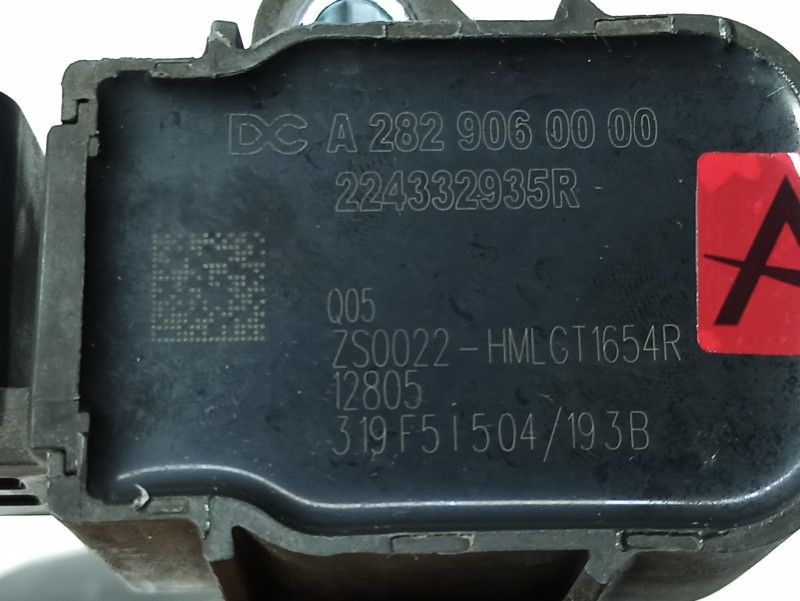 DC A 282 906 00 00
224332935R
Q05
ZS0022-HMLGT1654R
12805
319F51504/193B
A